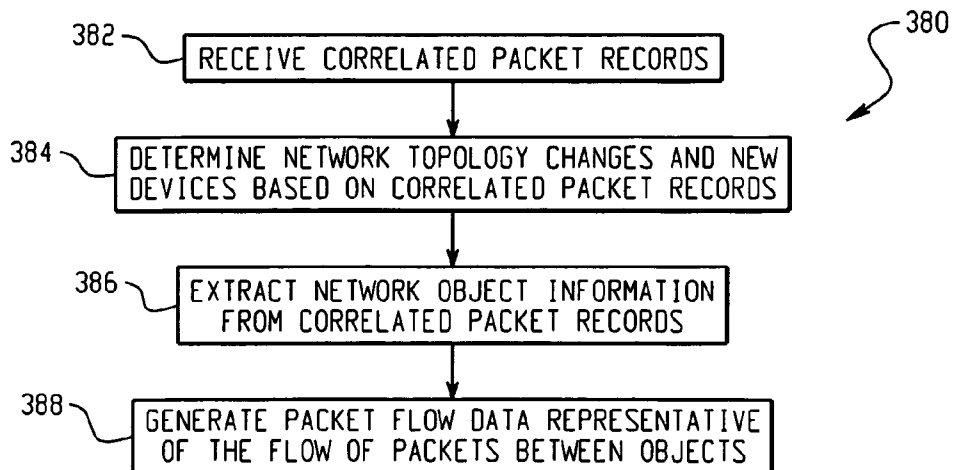 380
382
RECEIVE CORRELATED PACKET RECORDS
384
DETERMINE NETWORK TOPOLOGY CHANGES AND NEW
DEVICES BASED ON CORRELATED PACKET RECORDS
386
EXTRACT NETWORK OBJECT INFORMATION
FROM CORRELATED PACKET RECORDS
388
GENERATE PACKET FLOW DATA REPRESENTATIVE
OF THE FLOW OF PACKETS BETWEEN OBJECTS